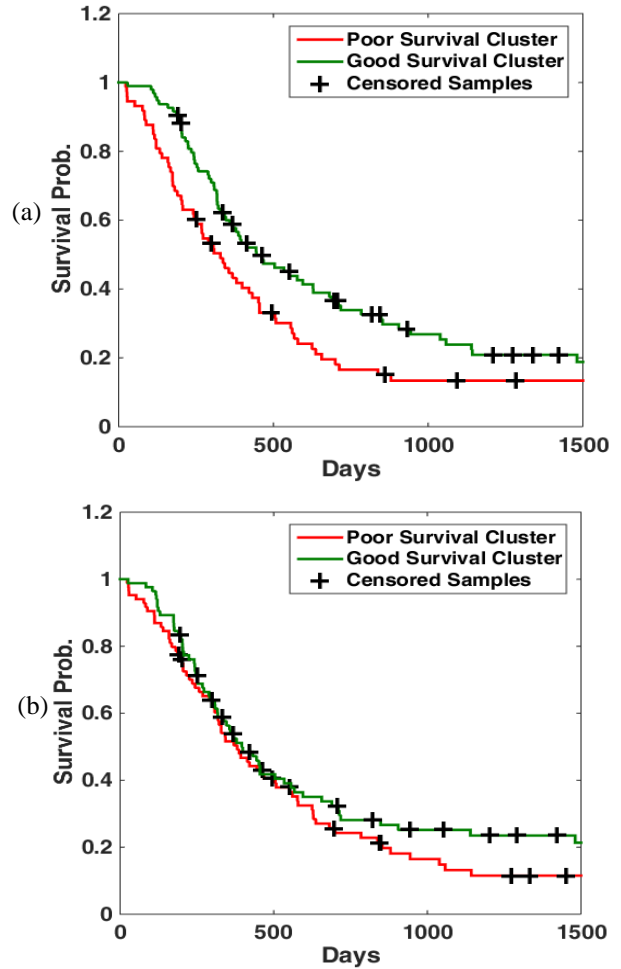 Poor Survival Cluster
Good Survival Cluster
Censored Samples
1.2
1
0.8
0.6
0.4
0.2
0
Survival Prob.
(a)
0 500 1000 1500
Days
Poor Survival Cluster
Good Survival Cluster
Censored Samples
1.2
1
0.8
0.6
0.4
0.2
0
Survival Prob.
(b)
0 500 1000 1500
Days